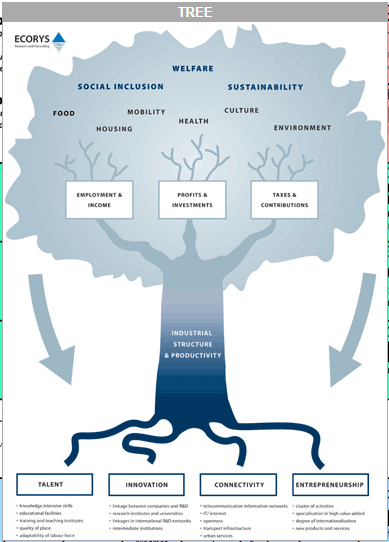 TREE
ECORYS
Research and Consulting
WELFARE
SOCIAL INCLUSION
SUSTAINABILITY
FOOD
MOBILITY
CULTURE
HOUSING
HEALTH
ENVIRONMENT
EMPLOYMENT &
INCOME
PROFITS &
INVESTMENTS
TAXES &
CONTRIBUTIONS
INDUSTRIAL
STRUCTURE
& PRODUCTIVITY
TALENT
• knowledge intensive skills
• educational facilities
• training and teaching institutes
• quality of place
• adaptability of labour force
INNOVATION
• linkage between companies and R&D
• research institutes and universities
• linkages in international R&D networks
• intermediate institutions
CONNECTIVITY
• telecommunication information networks
• IT/ interent
• openness
• transport infrastructure
• urban services
ENTREPRENEURSHIP
• cluster of activities
• specialisation in high value added
• degree of internationalisation
• new products and services